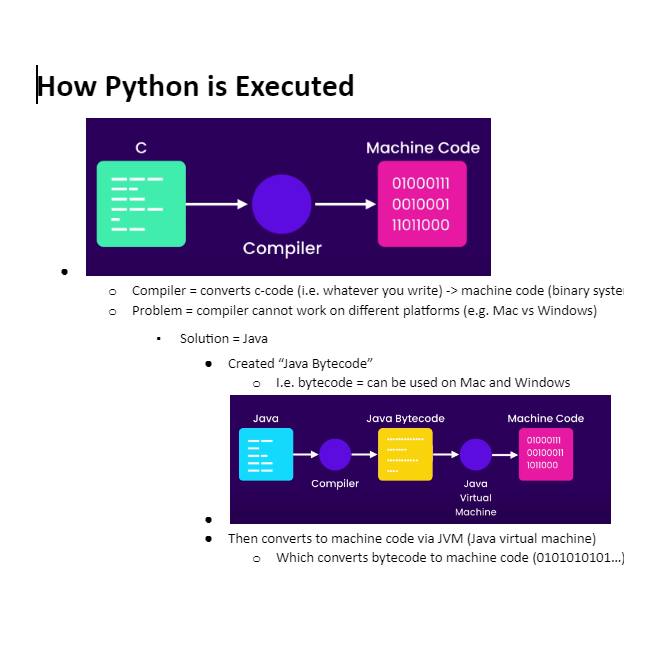 How Python is Executed
C
Machine Code
01000111
0010001
11011000
Compiler
Compiler = converts c-code (i.e. whatever you write) -> machine code (binary syste
Problem = compiler cannot work on different platforms (e.g. Mac vs Windows)
Solution = Java
Created “Java Bytecode”
I.e. bytecode = can be used on Mac and Windows
Java
Java Bytecode
Machine Code
01000111
00100011
1011000
Compiler
Java
Virtual
Machine
Then converts to machine code via JVM (Java virtual machine)
Which converts bytecode to machine code (0101010101...)